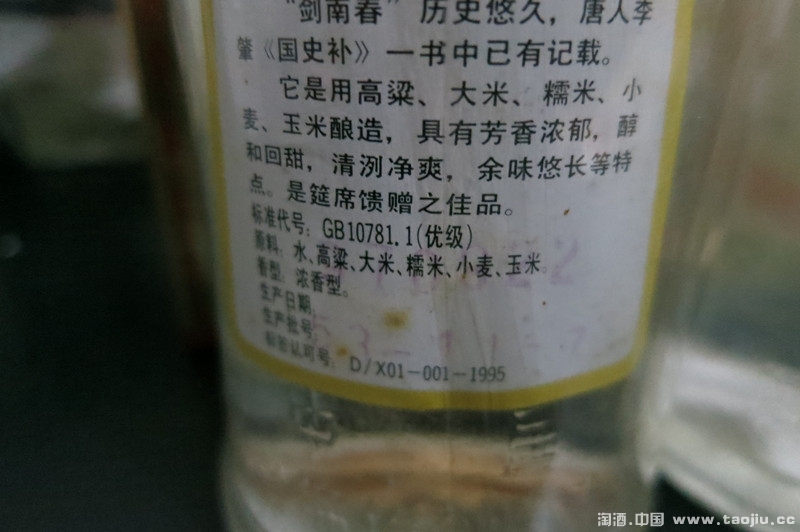 “剑南春”历史悠久，唐人李
肇《国史补》一书中已有记载。
它是用高粱、大米、糯米、小
麦、玉米酿造，具有芳香浓郁，醇
和回甜，清洌净爽，余味悠长等特
点。是筵席馈赠之佳品。
标准代号：GB10781.1(优级)
原料：水、高粱、大米、糯米、小麦、玉米。
香型：浓香型。
生产日期：
生产批号：
标签认可号：D/X01-001-1995
淘酒.中国 www.taojiu.cc